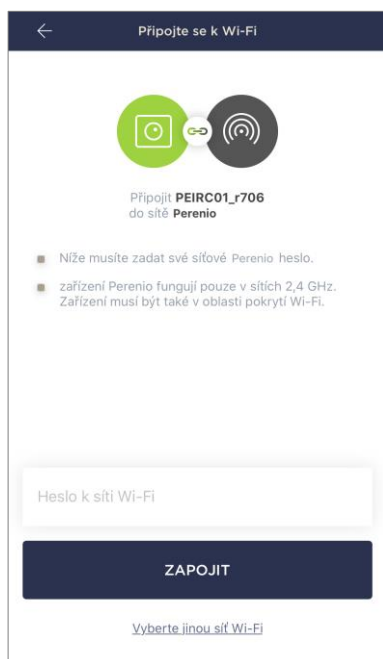 Připojte se k Wi-Fi
Připojit PEIRC01_r706
do sítě Perenio
Níže musíte zadat své síťové Perenio heslo.
zařízení Perenio fungují pouze v sítích 2,4 GHz.
Zařízení musí být také v oblasti pokrytí Wi-Fi.
Heslo k síti Wi-Fi
ZAPOJIT
Vyberte jinou síť Wi-Fi